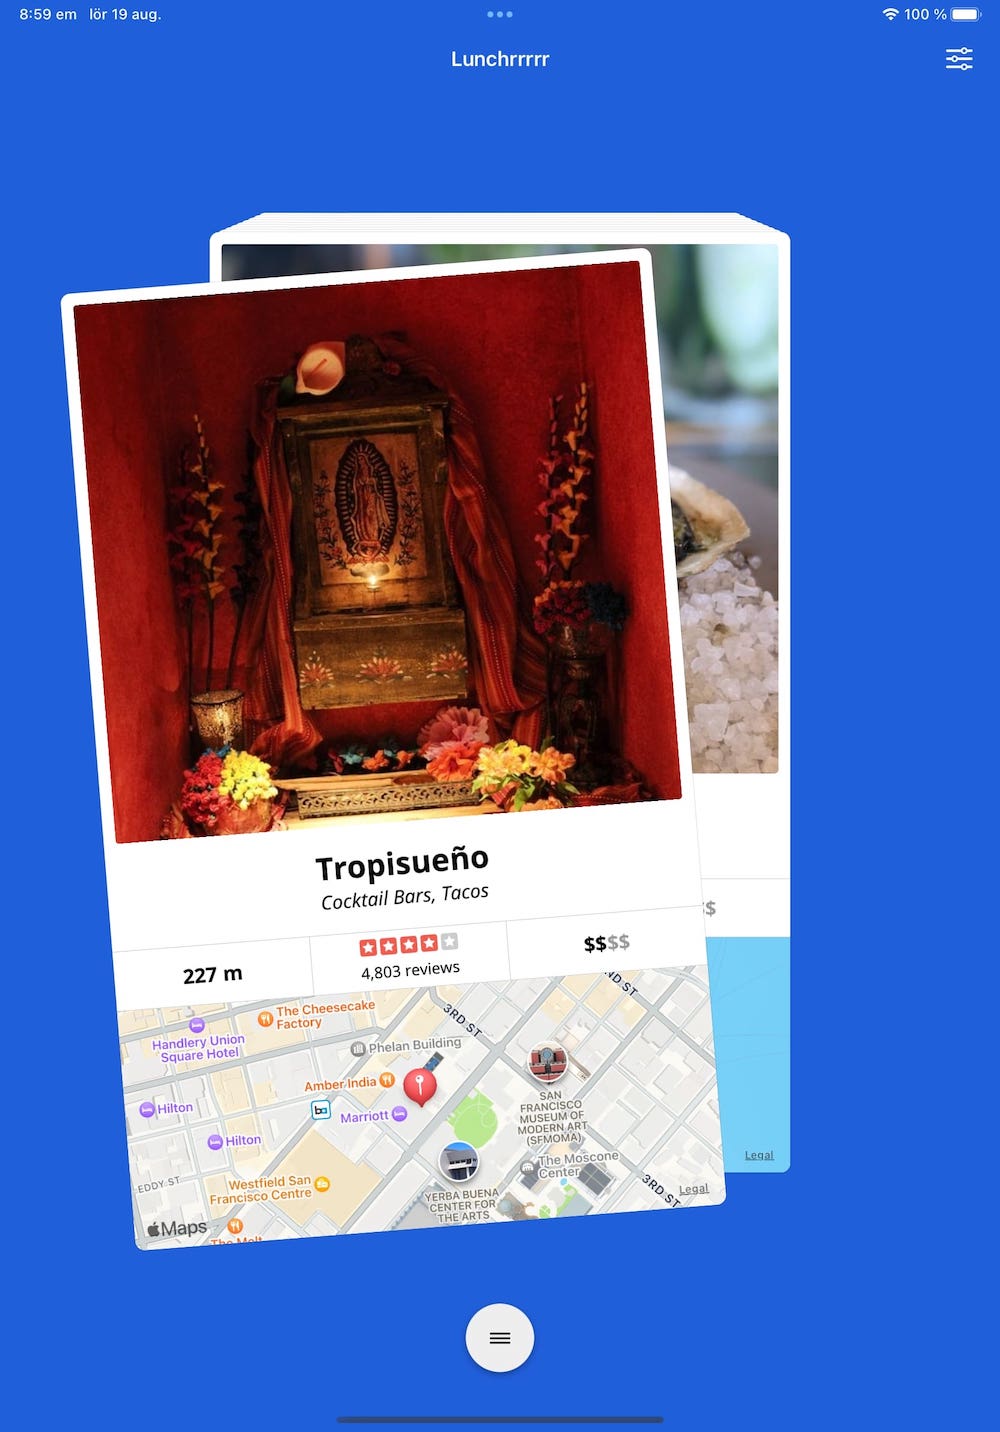 8:59 em lör 19 aug.
100 %
Lunchrrrrr
Tropisueño
Cocktail Bars, Tacos
227 m
4,803 reviews
$$$$
$
The Cheesecake
Factory
Handlery Union
Square Hotel
Phelan Building
3RD ST
ND ST
Amber India
Hilton
Marriott
Hilton
SAN
FRANCISCO
MUSEUM OF
MODERN ART
(SFMOMA)
The Moscone
Center
EDDY ST
Westfield San
Francisco Centre
YERBA BUENA
CENTER FOR
THE ARTS
3RD ST
Legal
Maps
The Melt
Legal